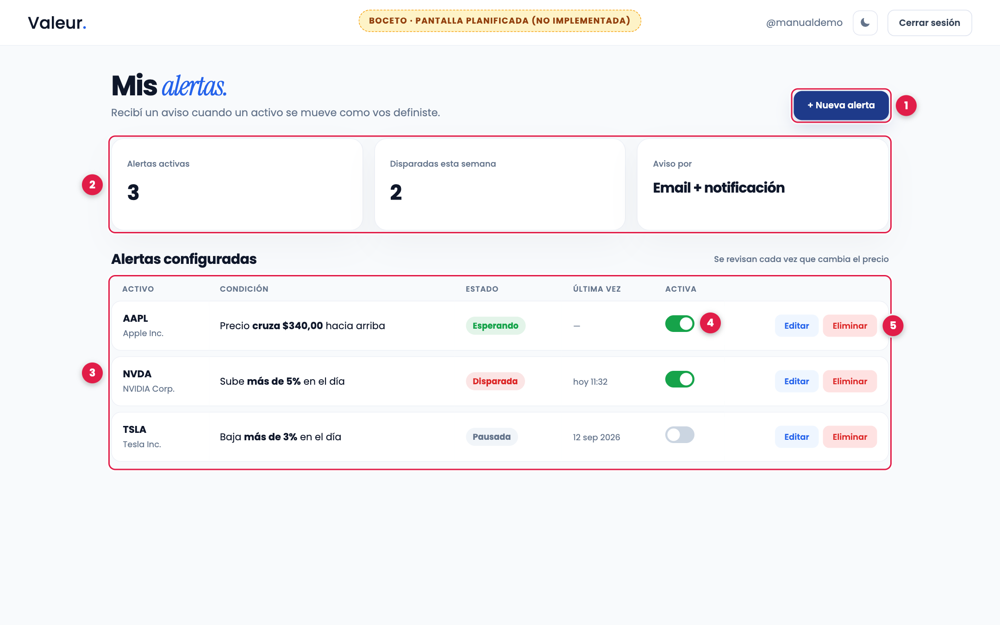 Valeur.
BOCETO · PANTALLA PLANIFICADA (NO IMPLEMENTADA)
@manualdemo
Cerrar sesión
Mis alertas.
Recibí un aviso cuando un activo se mueve como vos definiste.
+ Nueva alerta
1
2
Alertas activas
3
Disparadas esta semana
2
Aviso por
Email + notificación
Alertas configuradas
Se revisan cada vez que cambia el precio
3
ACTIVO CONDICIÓN ESTADO ÚLTIMA VEZ ACTIVA
AAPL
Apple Inc.
Precio cruza $340,00 hacia arriba
Esperando
—
4
Editar
Eliminar
5
NVDA
NVIDIA Corp.
Sube más de 5% en el día
Disparada
hoy 11:32
Editar
Eliminar
TSLA
Tesla Inc.
Baja más de 3% en el día
Pausada
12 sep 2026
Editar
Eliminar